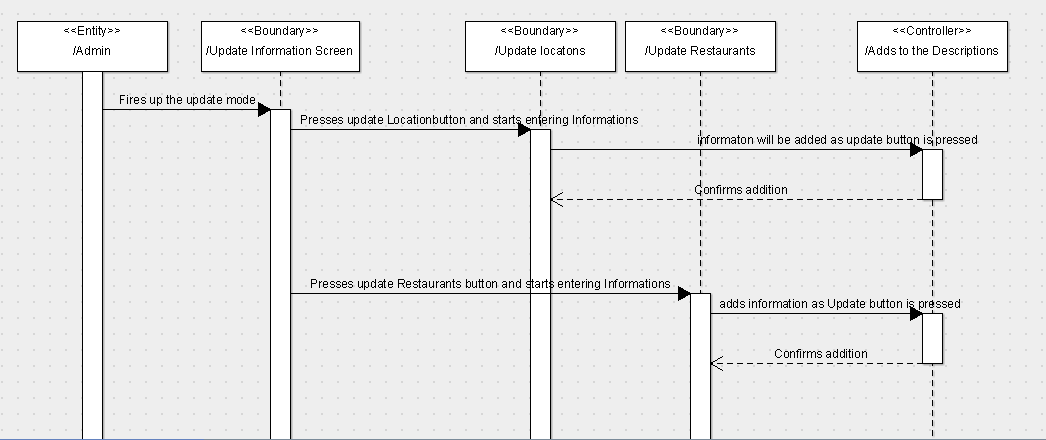 <<Entity>>
/Admin
<<Boundary>>
/Update Information Screen
<<Boundary>>
/Update locatons
<<Boundary>>
/Update Restaurants
<<Controller>>
/Adds to the Descriptions
Fires up the update mode
Presses update Locationbutton and starts entering Informations
informaton will be added as update button is pressed
Confirms addition
Presses update Restaurants button and starts entering Informations
adds information as Update button is pressed
Confirms addition